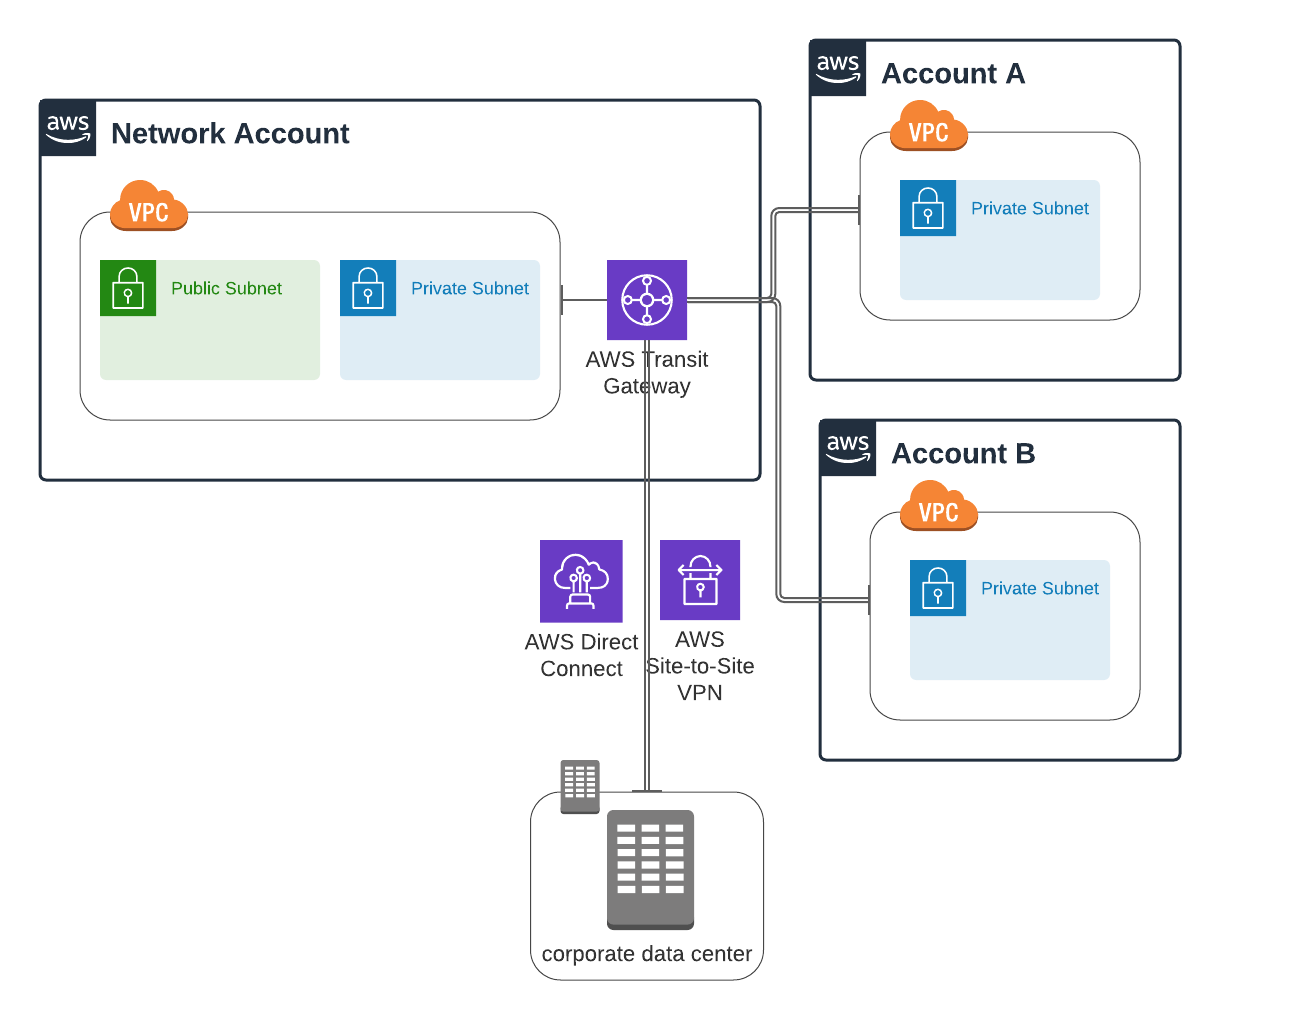 aws
Network Account
VPC
Public Subnet
Private Subnet
AWS Transit
Gateway
aws
Account A
VPC
Private Subnet
aws
Account B
VPC
Private Subnet
AWS Direct
Connect
AWS
Site-to-Site
VPN
corporate data center